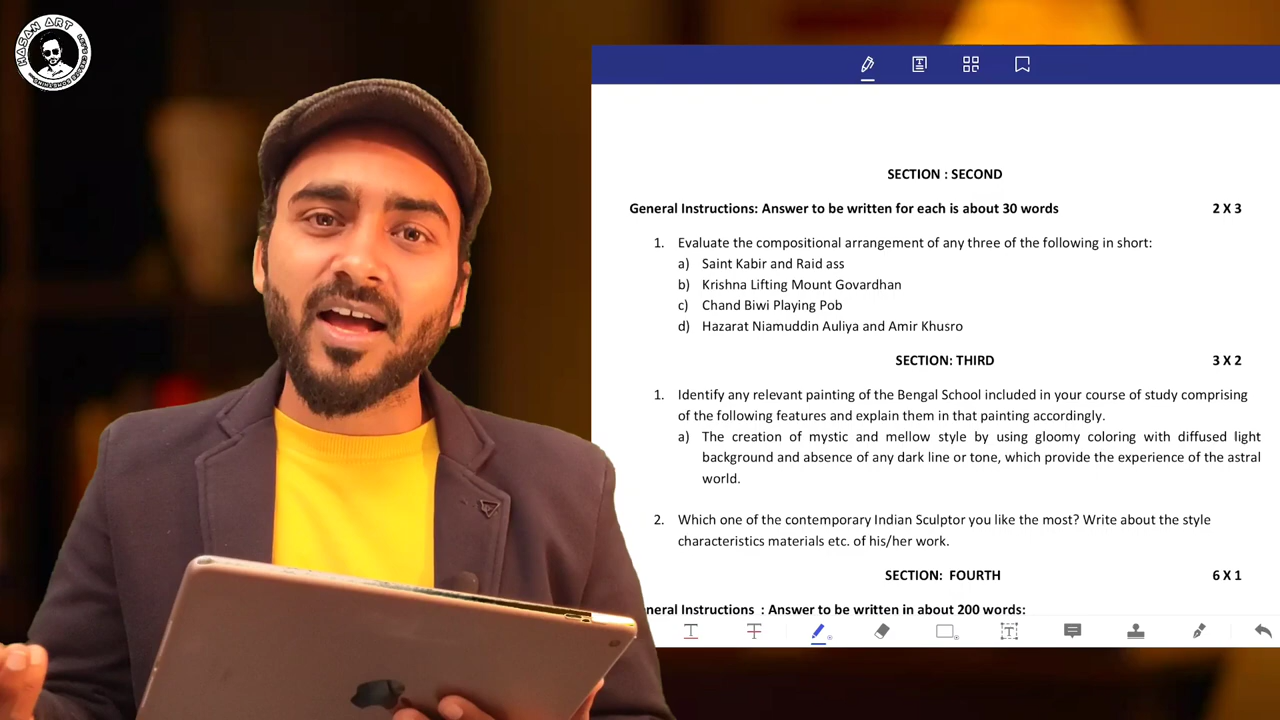 HASAN ART
SECTION : SECOND
General Instructions: Answer to be written for each is about 30 words 2 X 3
1. Evaluate the compositional arrangement of any three of the following in short:
a) Saint Kabir and Raid ass
b) Krishna Lifting Mount Govardhan
c) Chand Biwi Playing Pob
d) Hazarat Niamuddin Auliya and Amir Khusro
SECTION: THIRD 3 X 2
1. Identify any relevant painting of the Bengal School included in your course of study comprising
of the following features and explain them in that painting accordingly.
a) The creation of mystic and mellow style by using gloomy coloring with diffused light
background and absence of any dark line or tone, which provide the experience of the astral
world.
2. Which one of the contemporary Indian Sculptor you like the most? Write about the style
characteristics materials etc. of his/her work.
SECTION: FOURTH 6 X 1
neral Instructions : Answer to be written in about 200 words: